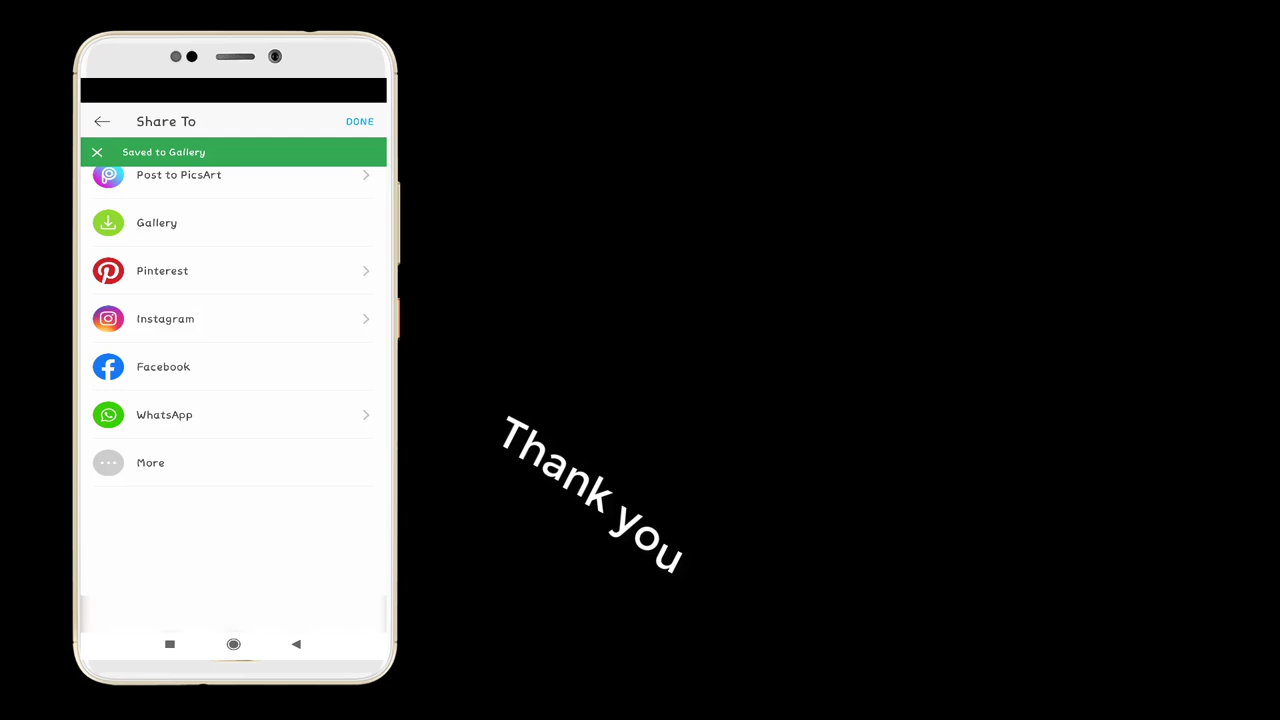 Share To
DONE
Saved to Gallery
Post to PicsArt
Gallery
Pinterest
Instagram
Facebook
WhatsApp
More
Thank you